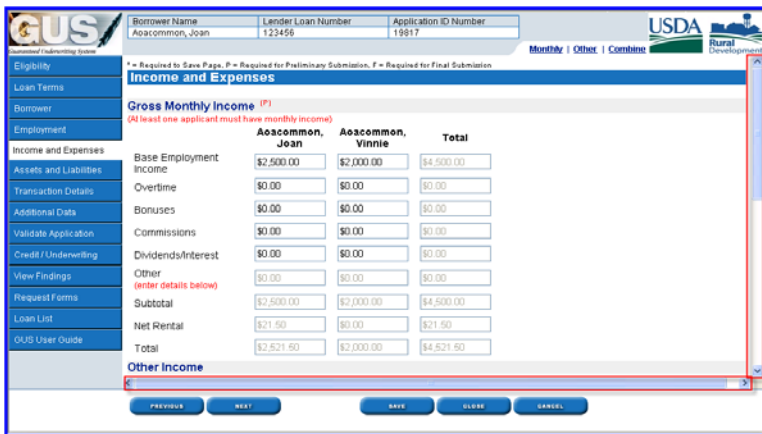 GUS
Guaranteed Underwriting System
Borrower Name
Lender Loan Number
Application ID Number
Aoacommon, Joan
123456
19817
Monthly | Other | Combine
USDA
Rural
Development
Eligibility
Loan Terms
Borrower
Employment
Income and Expenses
Assets and Liabilities
Transaction Details
Additional Data
Validate Application
Credit / Underwriting
View Findings
Request Forms
Loan List
GUS User Guide
* = Required to Save Page, P = Required for Preliminary Submission, F = Required for Final Submission
Income and Expenses
Gross Monthly Income (P)
(At least one applicant must have monthly income)
Aoacommon, Joan
Aoacommon, Vinnie
Total
Base Employment Income
$2,500.00
$2,000.00
$4,500.00
Overtime
$0.00
$0.00
$0.00
Bonuses
$0.00
$0.00
$0.00
Commissions
$0.00
$0.00
$0.00
Dividends/Interest
$0.00
$0.00
$0.00
Other
(enter details below)
$0.00
$0.00
$0.00
Subtotal
$2,500.00
$2,000.00
$4,500.00
Net Rental
$21.50
$0.00
$21.50
Total
$2,521.50
$2,000.00
$4,521.50
Other Income
PREVIOUS
NEXT
SAVE
CLOSE
CANCEL